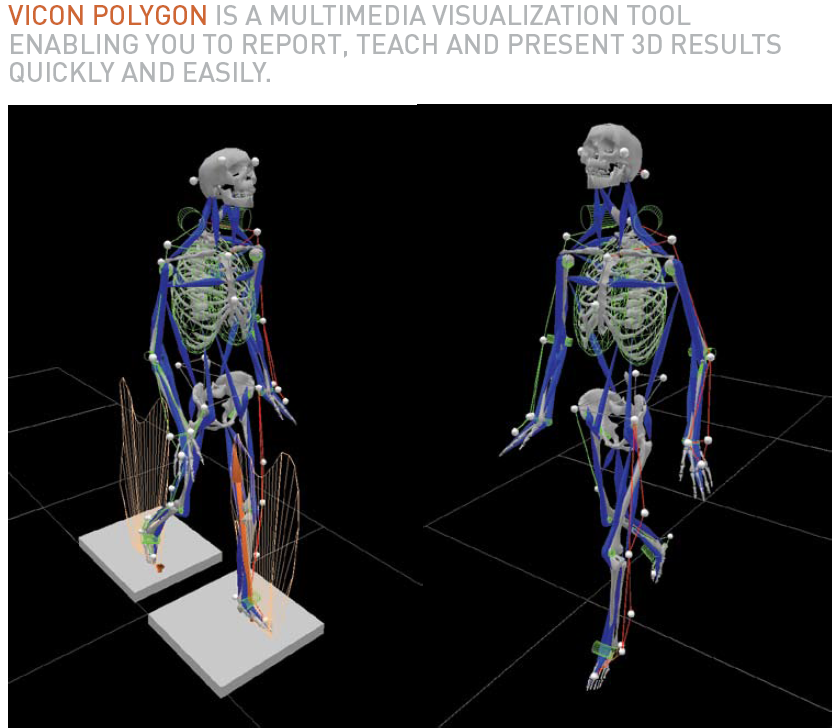 VICON POLYGON IS A MULTIMEDIA VISUALIZATION TOOL
ENABLING YOU TO REPORT, TEACH AND PRESENT 3D RESULTS
QUICKLY AND EASILY.